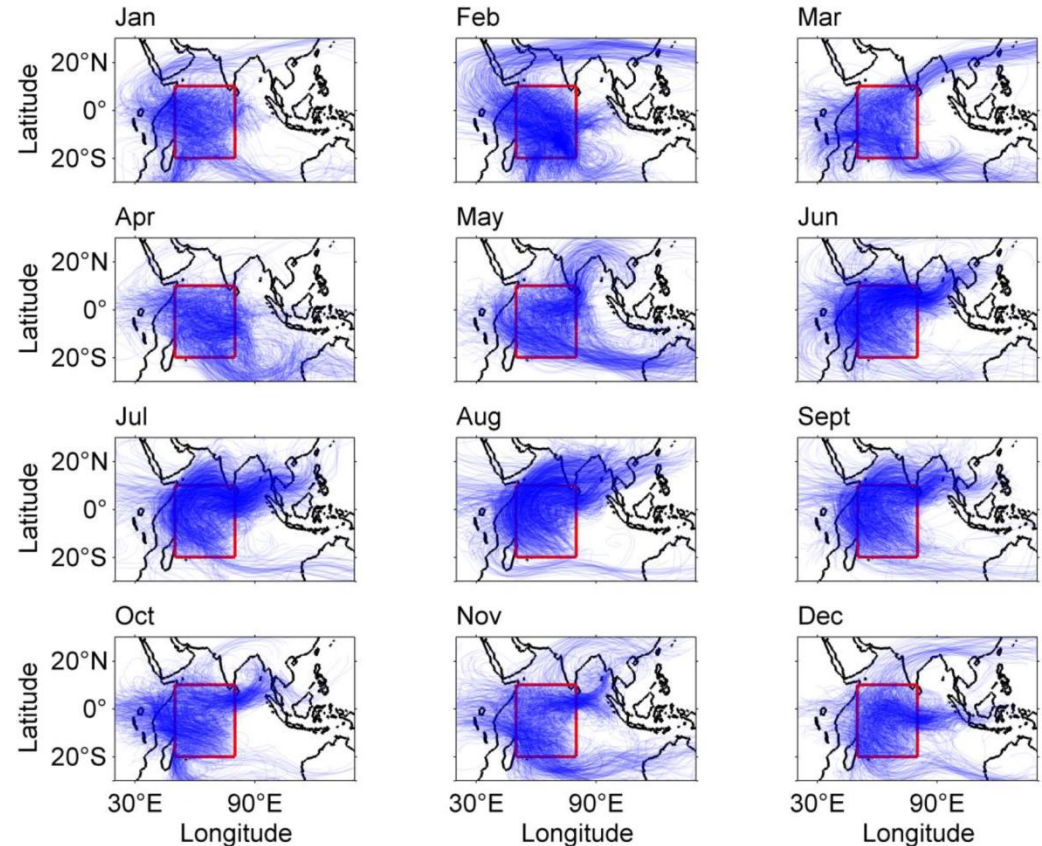 Jan Feb Mar
Latitude 20°N 0° 20°S
Apr May Jun
Latitude 20°N 0° 20°S
Jul Aug Sept
Latitude 20°N 0° 20°S
Oct Nov Dec
Latitude 20°N 0° 20°S
30°E 90°E 30°E 90°E 30°E 90°E
Longitude Longitude Longitude